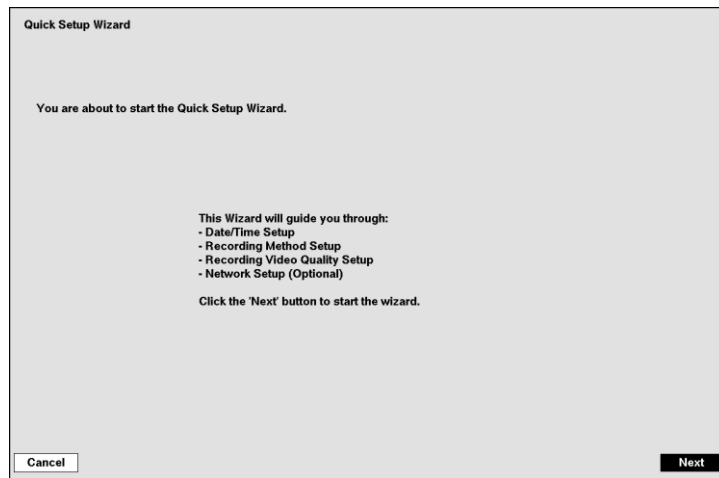 Quick Setup Wizard
You are about to start the Quick Setup Wizard.
This Wizard will guide you through:
- Date/Time Setup
- Recording Method Setup
- Recording Video Quality Setup
- Network Setup (Optional)
Click the 'Next' button to start the wizard.
Cancel
Next